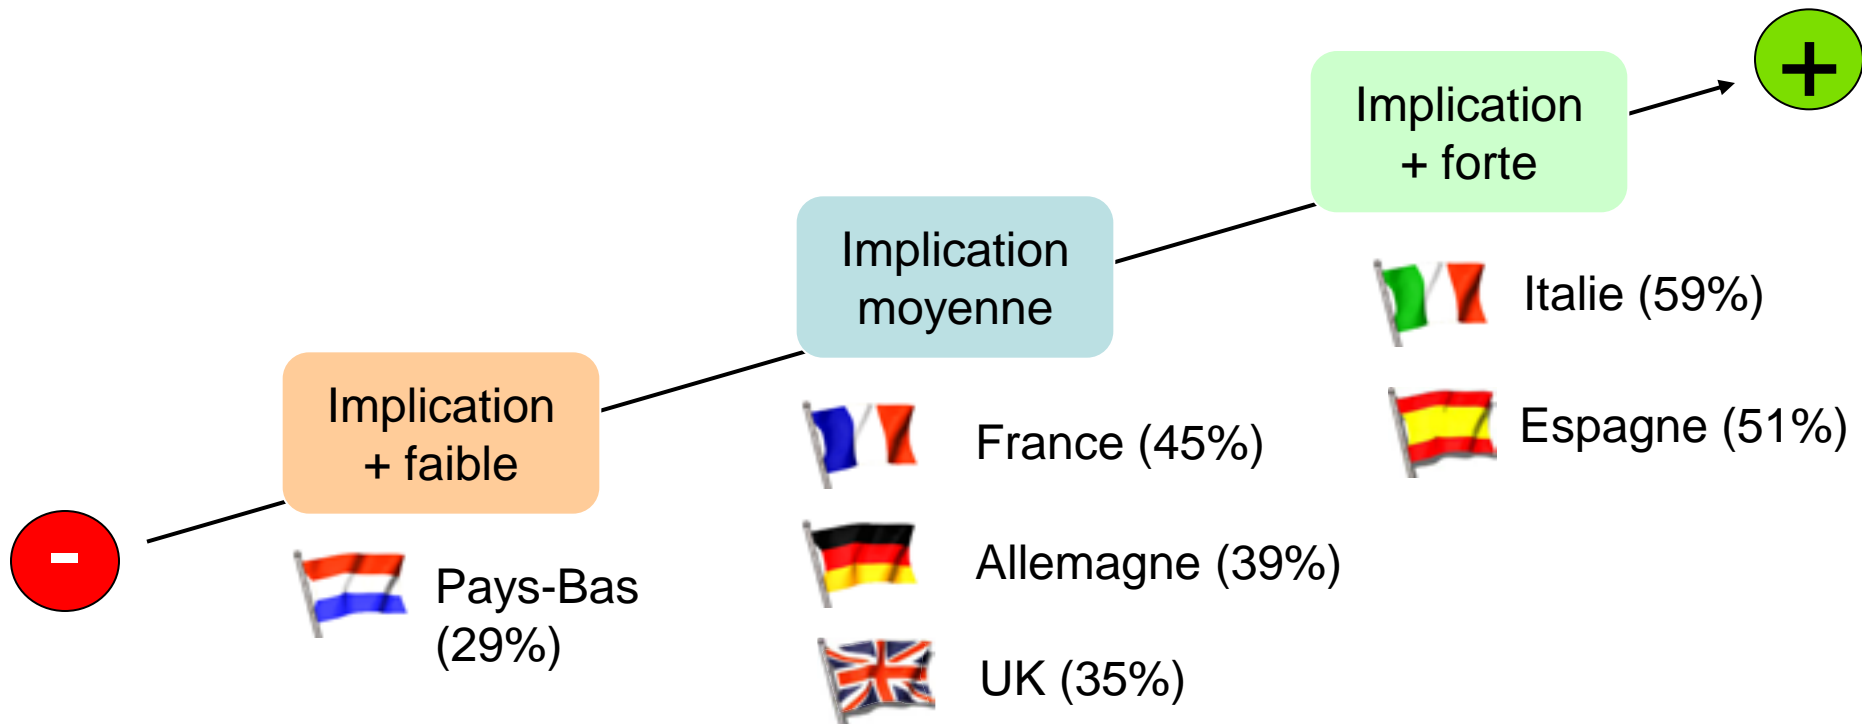 -
Implication
+ faible
Pays-Bas
(29%)
Implication
moyenne
France (45%)
Allemagne (39%)
UK (35%)
Implication
+ forte
Italie (59%)
Espagne (51%)
+